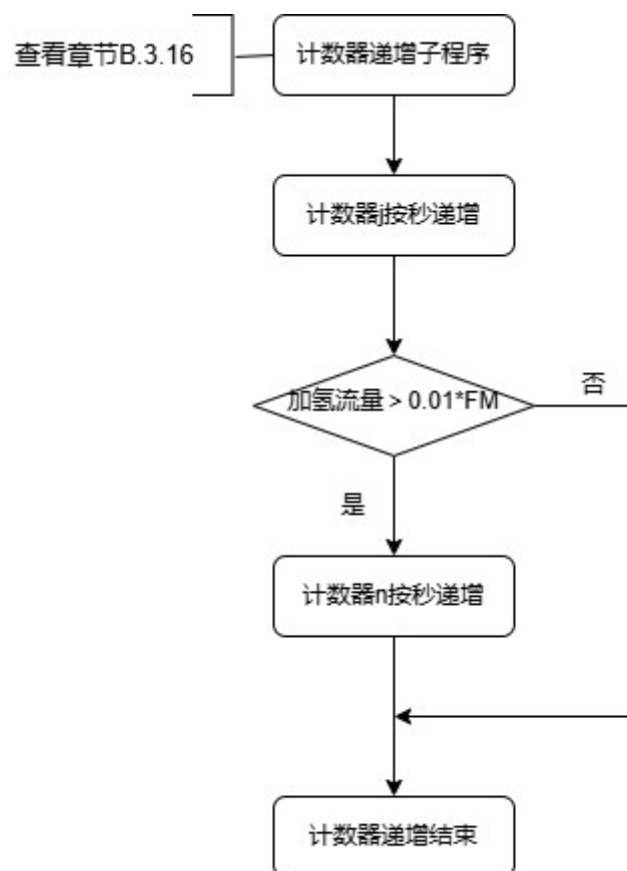 查看章节B.3.16
计数器递增子程序
计数器j按秒递增
加氢流量 > 0.01*FM
否
是
计数器n按秒递增
计数器递增结束